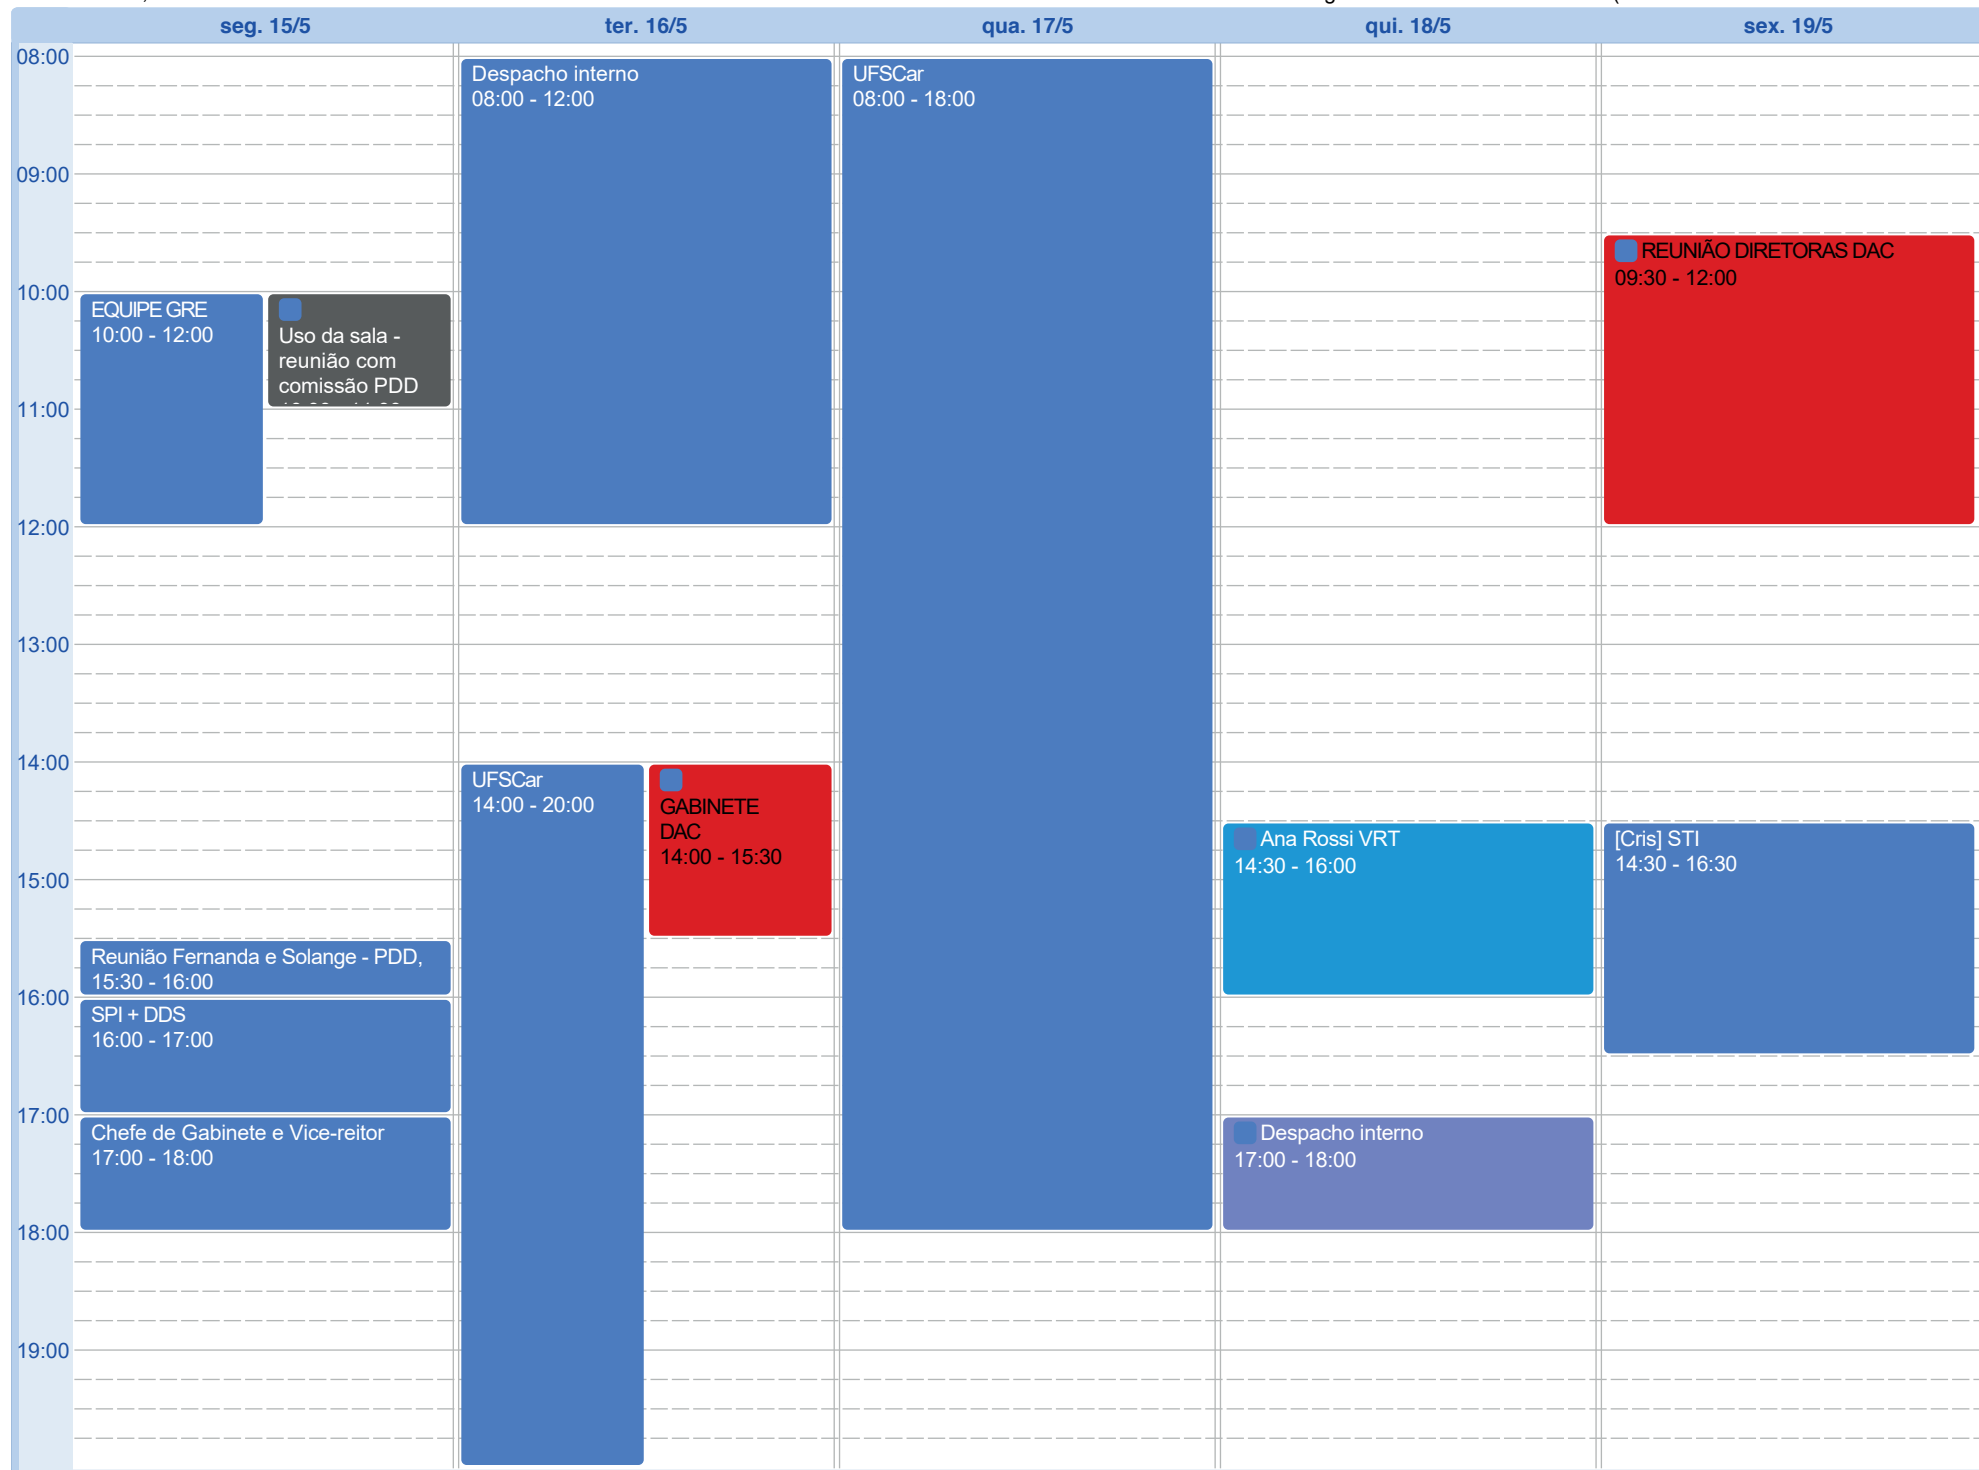 seg. 15/5
ter. 16/5
qua. 17/5
qui. 18/5
sex. 19/5
08:00
09:00
10:00
11:00
12:00
13:00
14:00
15:00
16:00
17:00
18:00
19:00
EQUIPE GRE
10:00 - 12:00
Uso da sala -
reunião com
comissão PDD
Reunião Fernanda e Solange - PDD,
15:30 - 16:00
SPI + DDS
16:00 - 17:00
Chefe de Gabinete e Vice-reitor
17:00 - 18:00
Despacho interno
08:00 - 12:00
UFSCar
14:00 - 20:00
GABINETE
DAC
14:00 - 15:30
UFSCar
08:00 - 18:00
Ana Rossi VRT
14:30 - 16:00
Despacho interno
17:00 - 18:00
REUNIÃO DIRETORAS DAC
09:30 - 12:00
[Cris] STI
14:30 - 16:30